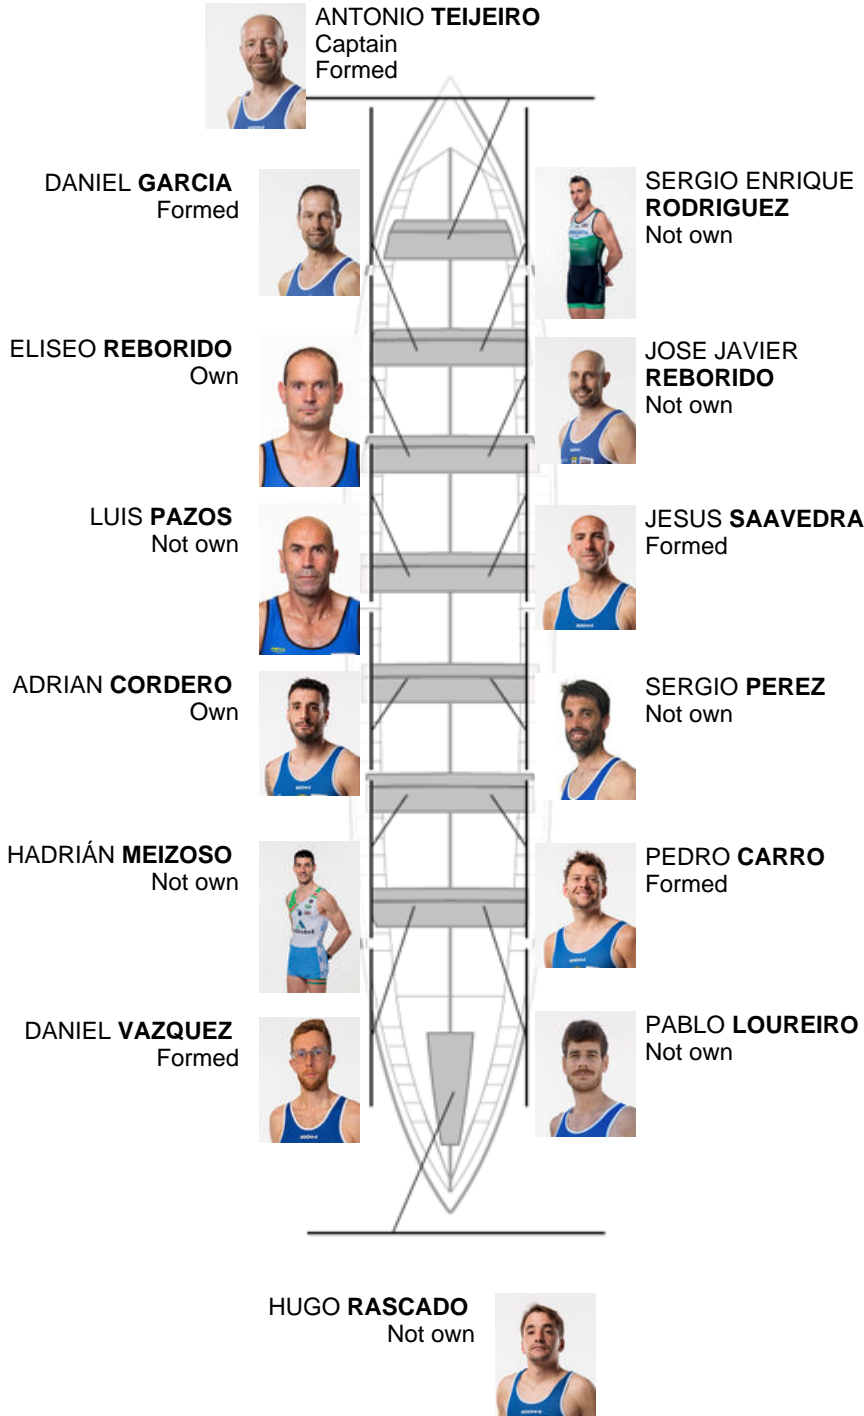 ANTONIO TEIJEIRO
Captain
Formed
DANIEL GARCIA
Formed
SERGIO ENRIQUE
RODRIGUEZ
Not own
ELISEO REBORIDO
Own
JOSE JAVIER
REBORIDO
Not own
LUIS PAZOS
Not own
JESUS SAAVEDRA
Formed
ADRIAN CORDERO
Own
SERGIO PEREZ
Not own
HADRIÁN MEIZOSO
Not own
PEDRO CARRO
Formed
DANIEL VAZQUEZ
Formed
PABLO LOUREIRO
Not own
HUGO RASCADO
Not own